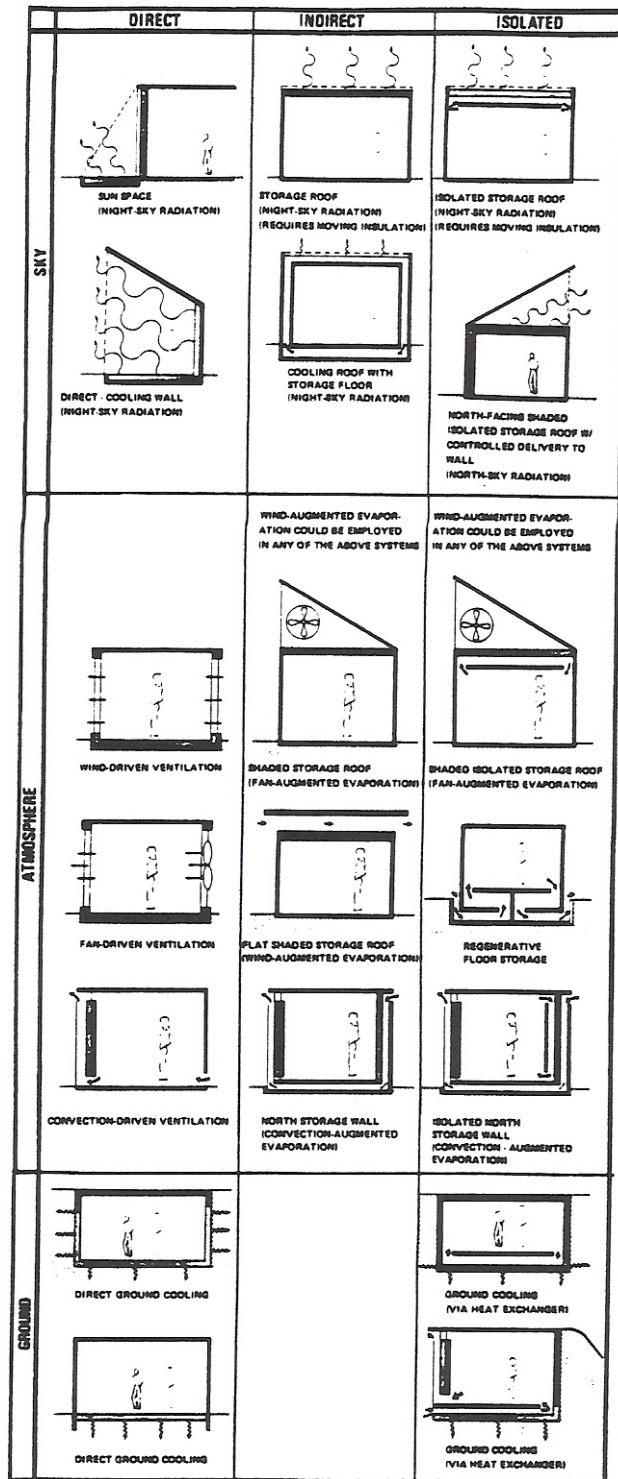 DIRECT
INDIRECT
ISOLATED
SKY
SUN SPACE
(NIGHT-SKY RADIATION)
STORAGE ROOF
(NIGHT-SKY RADIATION)
(REQUIRES MOVING INSULATION)
ISOLATED STORAGE ROOF
(NIGHT-SKY RADIATION)
(REQUIRES MOVING INSULATION)
DIRECT - COOLING WALL
(NIGHT-SKY RADIATION)
COOLING ROOF WITH
STORAGE FLOOR
(NIGHT-SKY RADIATION)
NORTH-FACING SHADED
ISOLATED STORAGE ROOF W/
CONTROLLED DELIVERY TO
WALL
(NORTH-SKY RADIATION)
ATMOSPHERE
WIND-AUGMENTED EVAPOR-
ATION COULD BE EMPLOYED
IN ANY OF THE ABOVE SYSTEMS
WIND-AUGMENTED EVAPOR-
ATION COULD BE EMPLOYED
IN ANY OF THE ABOVE SYSTEMS
WIND-DRIVEN VENTILATION
SHADED STORAGE ROOF
(FAN-AUGMENTED EVAPORATION)
SHADED ISOLATED STORAGE ROOF
(FAN-AUGMENTED EVAPORATION)
FAN-DRIVEN VENTILATION
FLAT SHADED STORAGE ROOF
(WIND-AUGMENTED EVAPORATION)
REGENERATIVE
FLOOR STORAGE
CONVECTION-DRIVEN VENTILATION
NORTH STORAGE WALL
(CONVECTION-AUGMENTED
EVAPORATION)
ISOLATED NORTH
STORAGE WALL
(CONVECTION - AUGMENTED
EVAPORATION)
GROUND
DIRECT GROUND COOLING
GROUND COOLING
(VIA HEAT EXCHANGER)
DIRECT GROUND COOLING
GROUND COOLING
(VIA HEAT EXCHANGER)